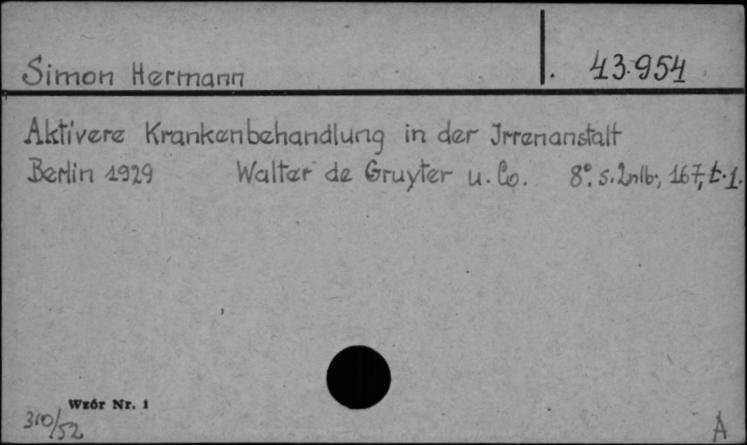 Simon Hermann
43.954
Aktivere Krankenbehandlung in der Irrenanstalt
Berlin 1929 Walter de Gruyter u. Co. 8°. s. 2nlb., 167, t. 1.
Wzór Nr. 1
310/52
A